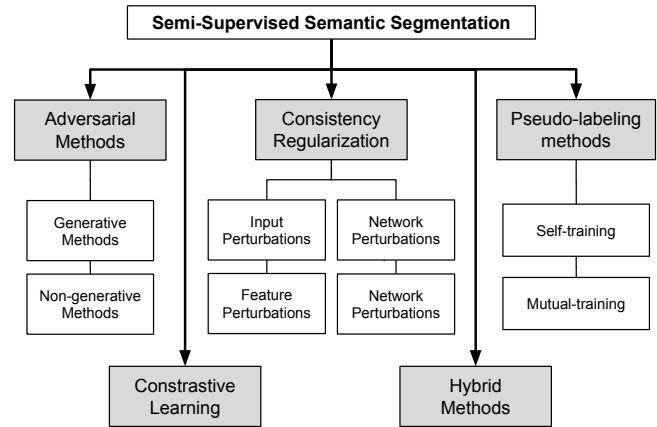 Semi-Supervised Semantic Segmentation
Adversarial
Methods
Consistency
Regularization
Pseudo-labeling
methods
Generative
Methods
Input
Perturbations
Network
Perturbations
Self-training
Non-generative
Methods
Feature
Perturbations
Network
Perturbations
Mutual-training
Constrastive
Learning
Hybrid
Methods